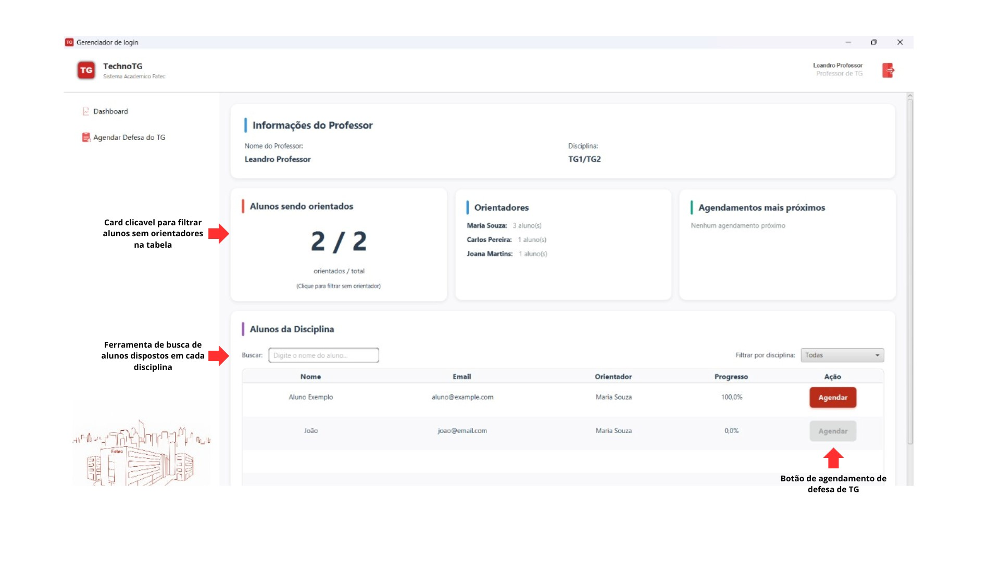 TG Gerenciador de login
TG
TechnoTG
Sistema Academico Fatec
Leandro Professor
Professor de TG
Dashboard
Agendar Defesa do TG
Informações do Professor
Nome do Professor:
Leandro Professor
Disciplina:
TG1/TG2
Card clicavel para filtrar
alunos sem orientadores
na tabela
Alunos sendo orientados
2 / 2
orientados / total
(Clique para filtrar sem orientador)
Orientadores
Maria Souza: 3 aluno(s)
Carlos Pereira: 1 aluno(s)
Joana Martins: 1 aluno(s)
Agendamentos mais próximos
Nenhum agendamento próximo
Ferramenta de busca de
alunos dispostos em cada
disciplina
Alunos da Disciplina
Buscar: Digite o nome do aluno...
Filtrar por disciplina: Todas
Nome Email Orientador Progresso Ação
Aluno Exemplo aluno@example.com Maria Souza 100,0% Agendar
João joao@email.com Maria Souza 0,0% Agendar
Fatec
Botão de agendamento de
defesa de TG